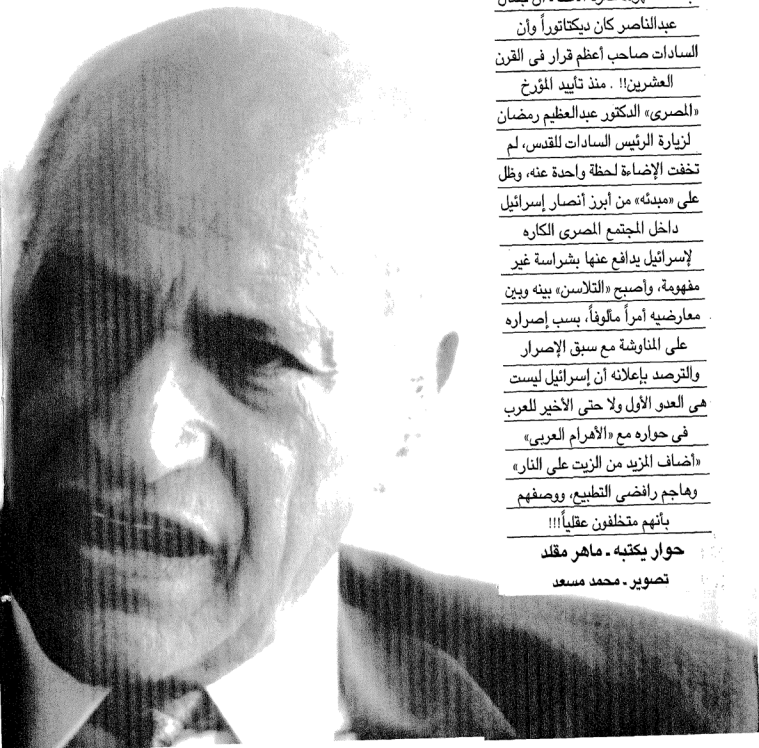 عبدالناصر كان ديكتاتوراً وأن
السادات صاحب أعظم قرار فى القرن
العشرين!! . منذ تأييد المؤرخ
«المصرى» الدكتور عبدالعظيم رمضان
لزيارة الرئيس السادات للقدس، لم
تخفت الإضاءة لحظة واحدة عنه، وظل
على «مبدئه» من أبرز أنصار إسرائيل
داخل المجتمع المصرى الكاره
لإسرائيل يدافع عنها بشراسة غير
مفهومة، وأصبح «التلاسن» بينه وبين
معارضيه أمراً مألوفاً، بسب إصراره
على المناوشة مع سبق الإصرار
والترصد بإعلانه أن إسرائيل ليست
هى العدو الأول ولا حتى الأخير للعرب
فى حواره مع «الأهرام العربى»
«أضاف المزيد من الزيت على النار»
وهاجم رافضى التطبيع، ووصفهم
بأنهم متخلفون عقلياً!!!
حوار يكتبه ـ ماهر مقلد
تصوير ـ محمد مسعد